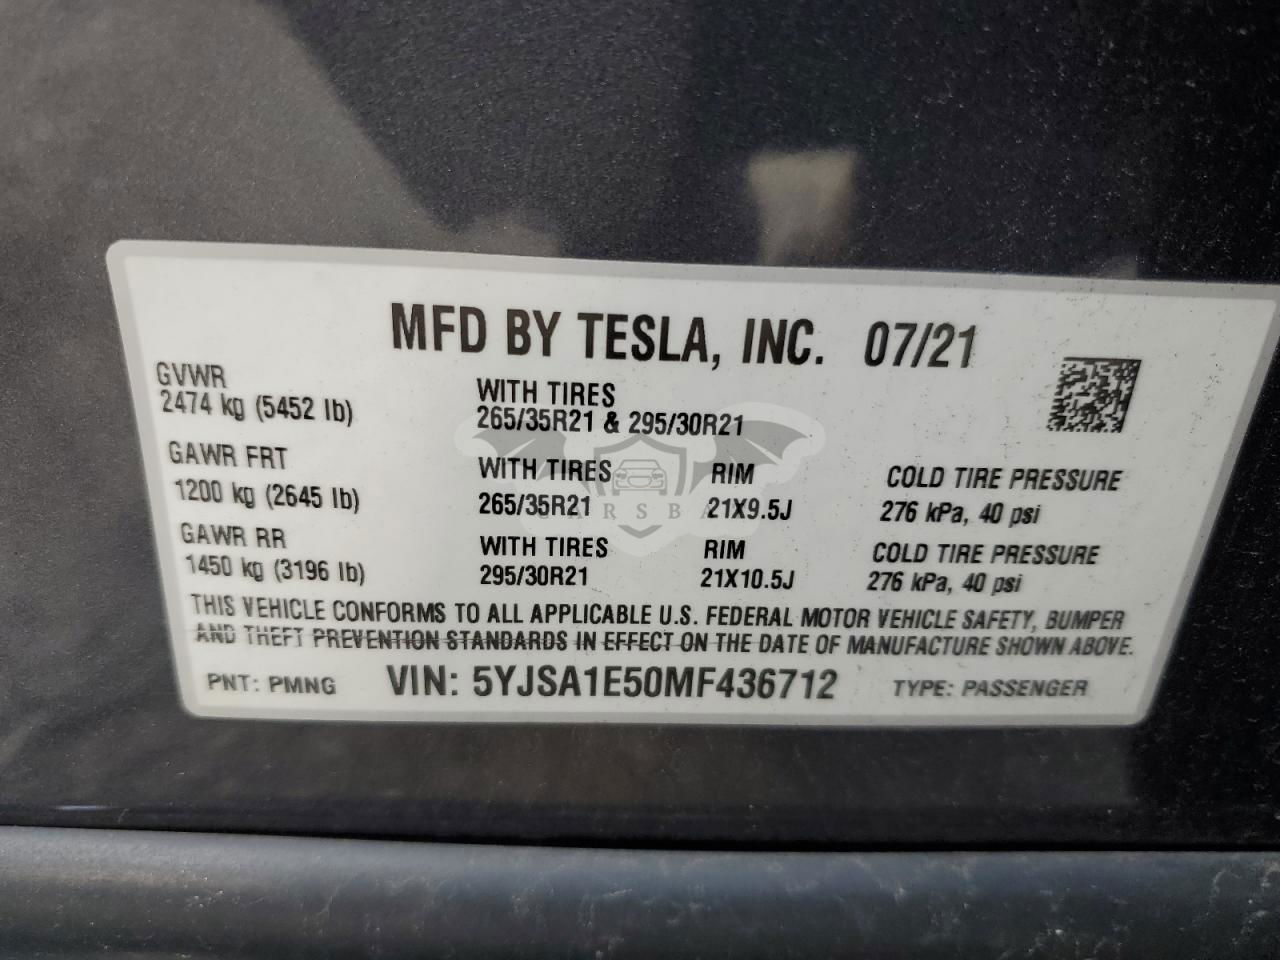 MFD BY TESLA, INC. 07/21
GVWR
2474 kg (5452 lb)
WITH TIRES
265/35R21 & 295/30R21
GAWR FRT
1200 kg (2645 lb)
WITH TIRES
265/35R21
RIM
21X9.5J
COLD TIRE PRESSURE
276 kPa, 40 psi
GAWR RR
1450 kg (3196 lb)
WITH TIRES
295/30R21
RIM
21X10.5J
COLD TIRE PRESSURE
276 kPa, 40 psi
THIS VEHICLE CONFORMS TO ALL APPLICABLE U.S. FEDERAL MOTOR VEHICLE SAFETY, BUMPER
AND THEFT PREVENTION STANDARDS IN EFFECT ON THE DATE OF MANUFACTURE SHOWN ABOVE.
PNT: PMNG VIN: 5YJSA1E50MF436712 TYPE: PASSENGER